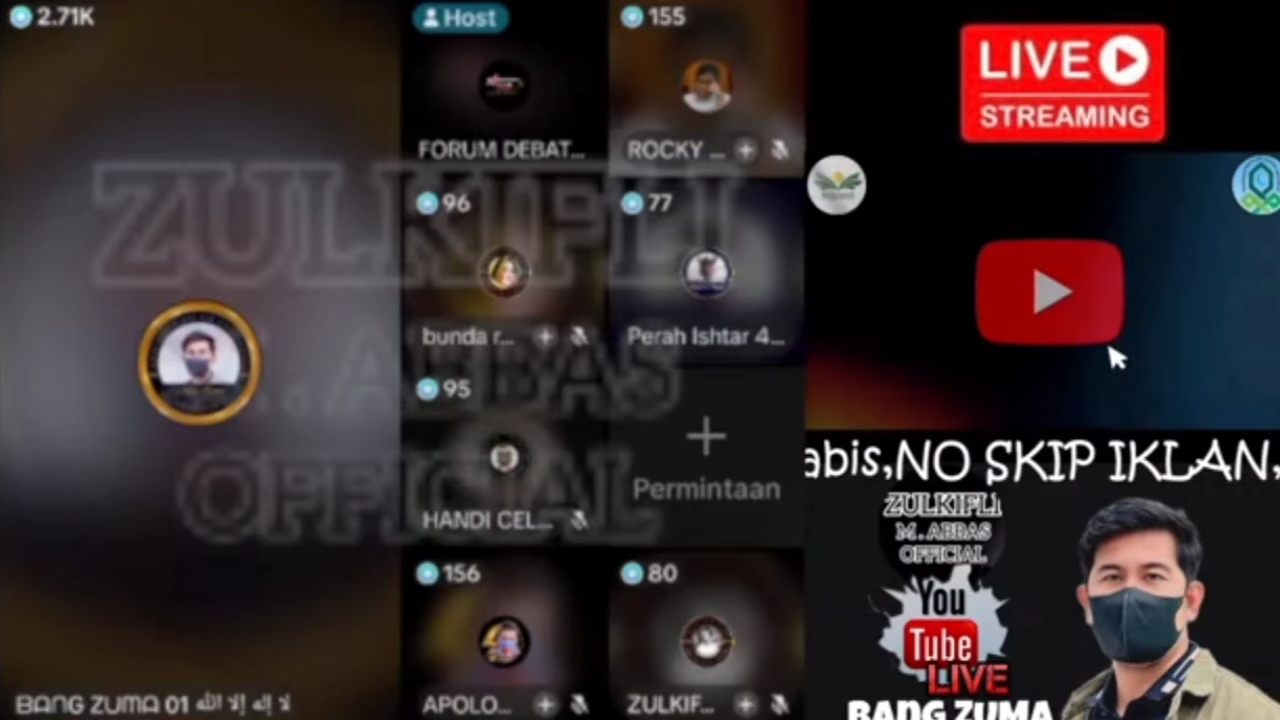 2.71K
BANG ZUMA 01 لا إله إلا الله
Host
FORUM DEBAT...
155
ROCKY ...
96
bunda r...
77
Perah Ishtar 4...
95
HANDI CEL...
Permintaan
156
APOLO...
80
ZULKIF...
ZULKIFLI
M. ABBAS
OFFICIAL
LIVE
STREAMING
abis,NO SKIP IKLAN,
ZULKIFLI
M. ABBAS
OFFICIAL
You
Tube
LIVE
BANG ZUMA